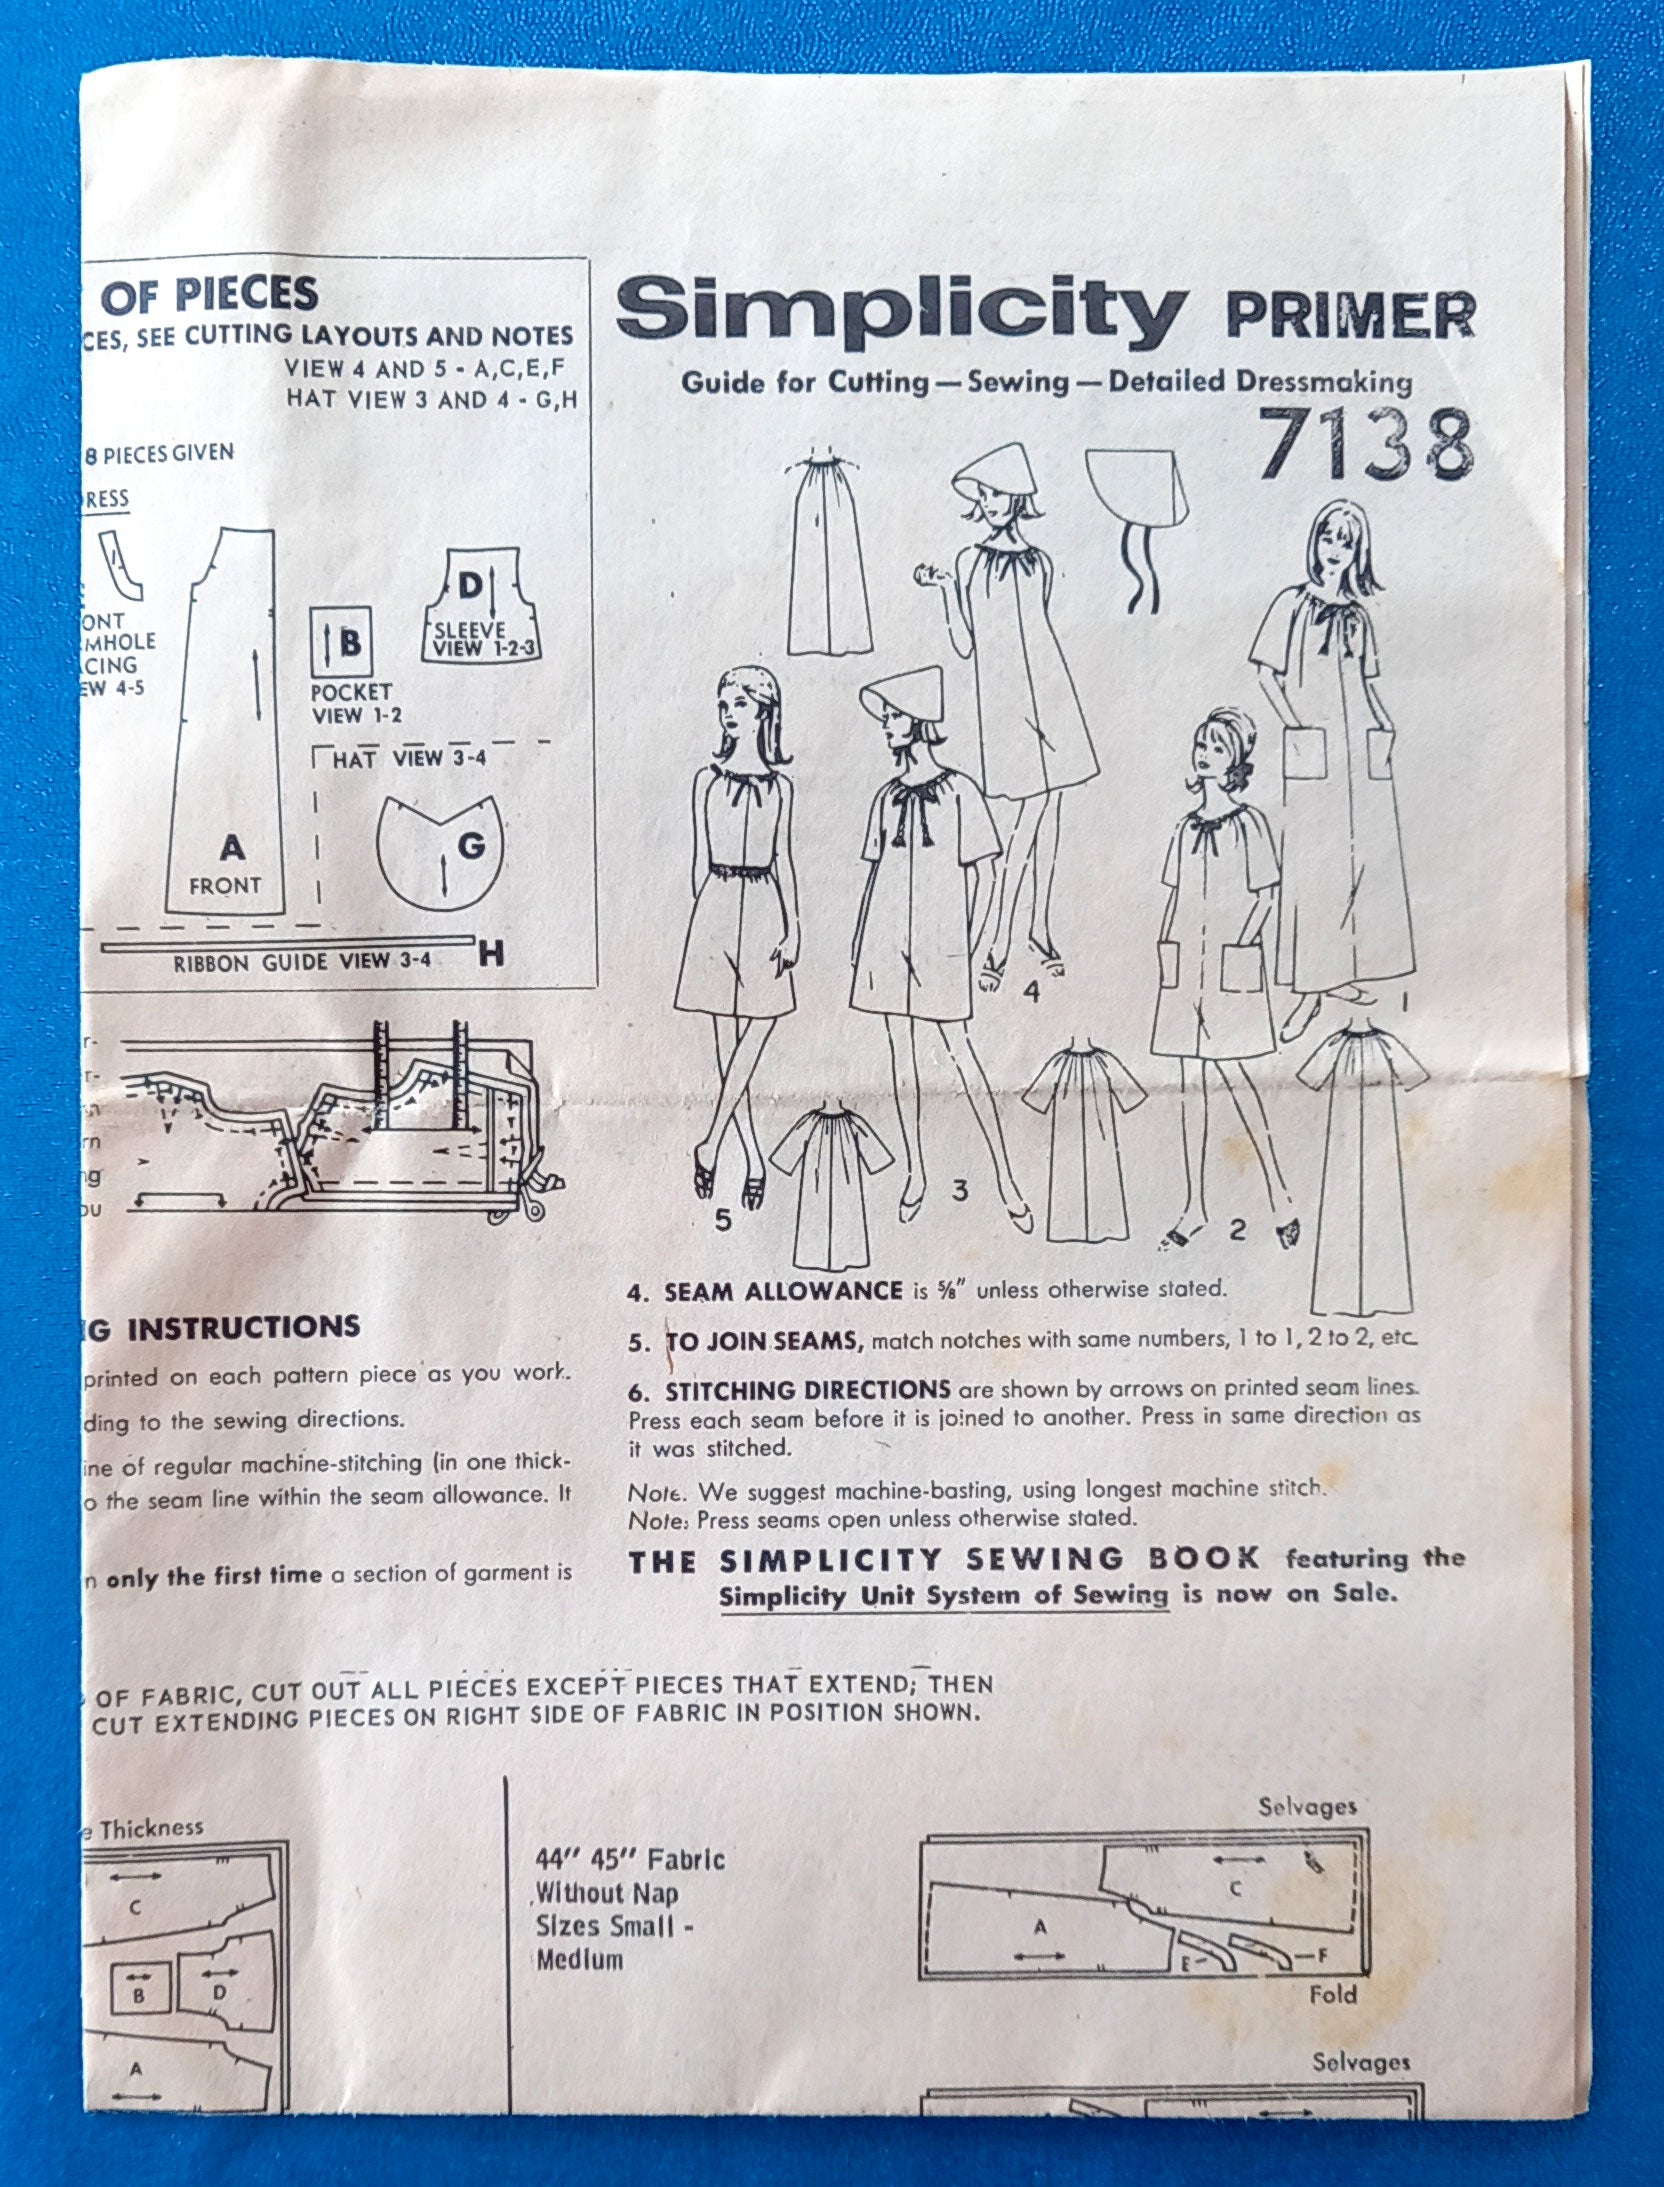 OF PIECES
CES, SEE CUTTING LAYOUTS AND NOTES
VIEW 4 AND 5 - A,C,E,F
HAT VIEW 3 AND 4 - G,H
8 PIECES GIVEN
RESS
ONT
MHOLE
CING
EW 4-5
A
FRONT
B
POCKET
VIEW 1-2
D
SLEEVE
VIEW 1-2-3
HAT VIEW 3-4
G
RIBBON GUIDE VIEW 3-4
H
Simplicity PRIMER
Guide for Cutting — Sewing — Detailed Dressmaking
7138
4
1
5
3
2
r-
r-
rn
ng
ou
G INSTRUCTIONS
printed on each pattern piece as you work.
ding to the sewing directions.
ine of regular machine-stitching (in one thick-
o the seam line within the seam allowance. It
n only the first time a section of garment is
4. SEAM ALLOWANCE is ⅝" unless otherwise stated.
5. TO JOIN SEAMS, match notches with same numbers, 1 to 1, 2 to 2, etc.
6. STITCHING DIRECTIONS are shown by arrows on printed seam lines.
Press each seam before it is joined to another. Press in same direction as
it was stitched.
Note. We suggest machine-basting, using longest machine stitch.
Note: Press seams open unless otherwise stated.
THE SIMPLICITY SEWING BOOK featuring the
Simplicity Unit System of Sewing is now on Sale.
OF FABRIC, CUT OUT ALL PIECES EXCEPT PIECES THAT EXTEND; THEN
CUT EXTENDING PIECES ON RIGHT SIDE OF FABRIC IN POSITION SHOWN.
e Thickness
C
B
D
A
44" 45" Fabric
Without Nap
Sizes Small -
Medium
Selvages
C
A
E
F
Fold
Selvages